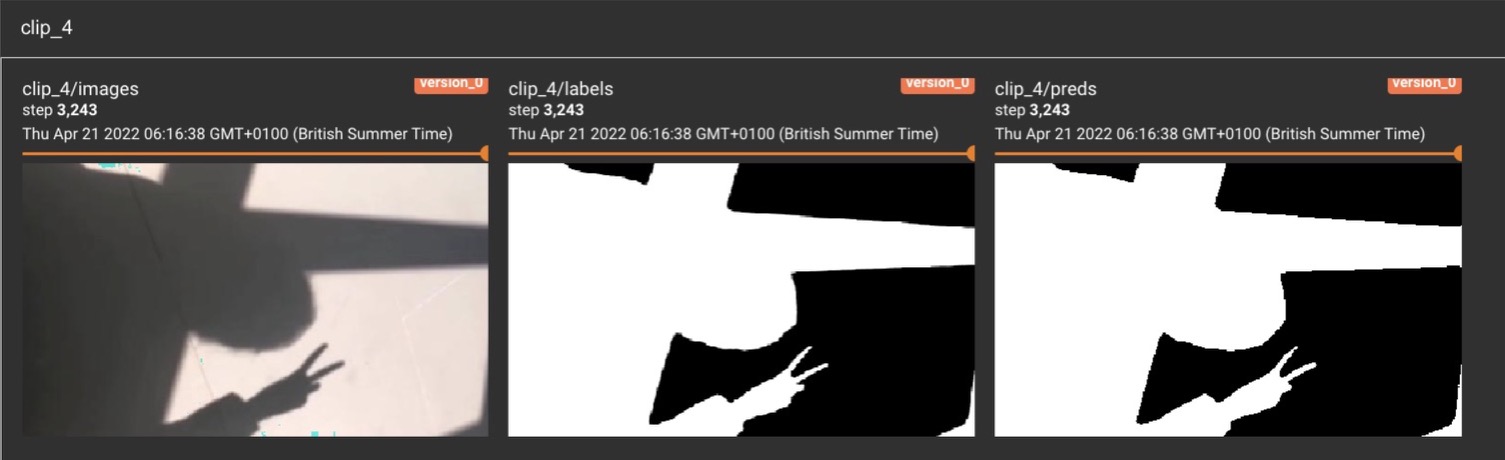 clip_4
clip_4/images
version_0
step 3,243
Thu Apr 21 2022 06:16:38 GMT+0100 (British Summer Time)
clip_4/labels
version_0
step 3,243
Thu Apr 21 2022 06:16:38 GMT+0100 (British Summer Time)
clip_4/preds
version_0
step 3,243
Thu Apr 21 2022 06:16:38 GMT+0100 (British Summer Time)